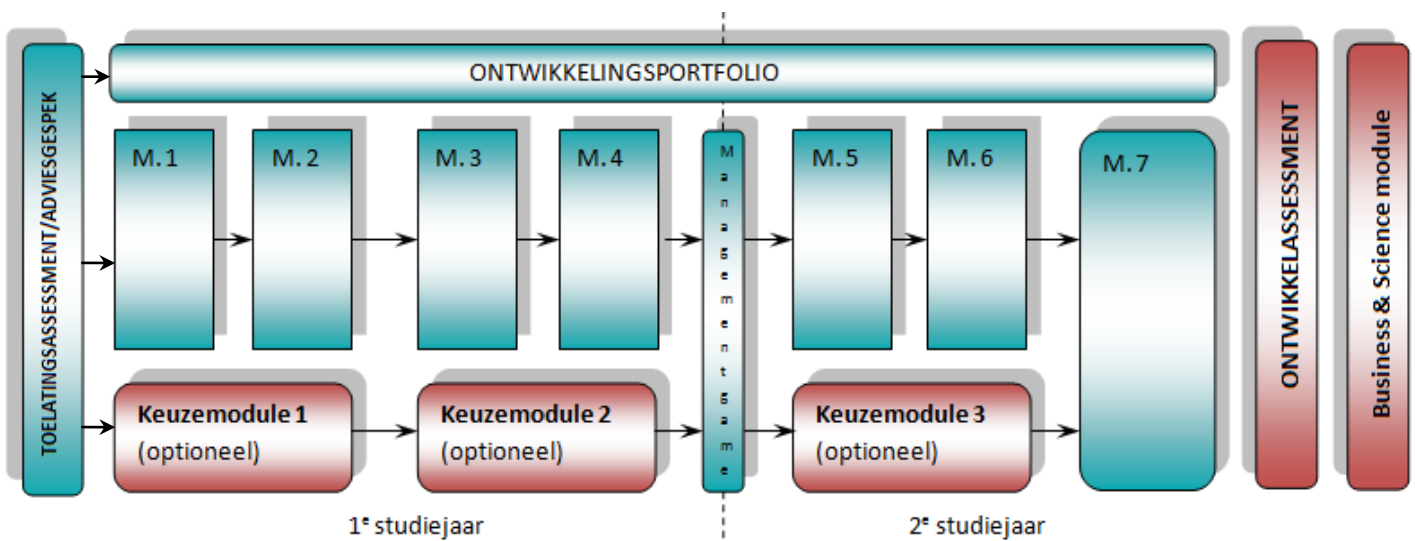 TOELATINGSASSESSMENT/ADVIESGESPEK
ONTWIKKELINGSPORTFOLIO
M. 1
M. 2
M. 3
M. 4
Managementgame
M. 5
M. 6
M. 7
Keuzemodule 1
(optioneel)
Keuzemodule 2
(optioneel)
Keuzemodule 3
(optioneel)
ONTWIKKELASSESSMENT
Business & Science module
1e studiejaar
2e studiejaar